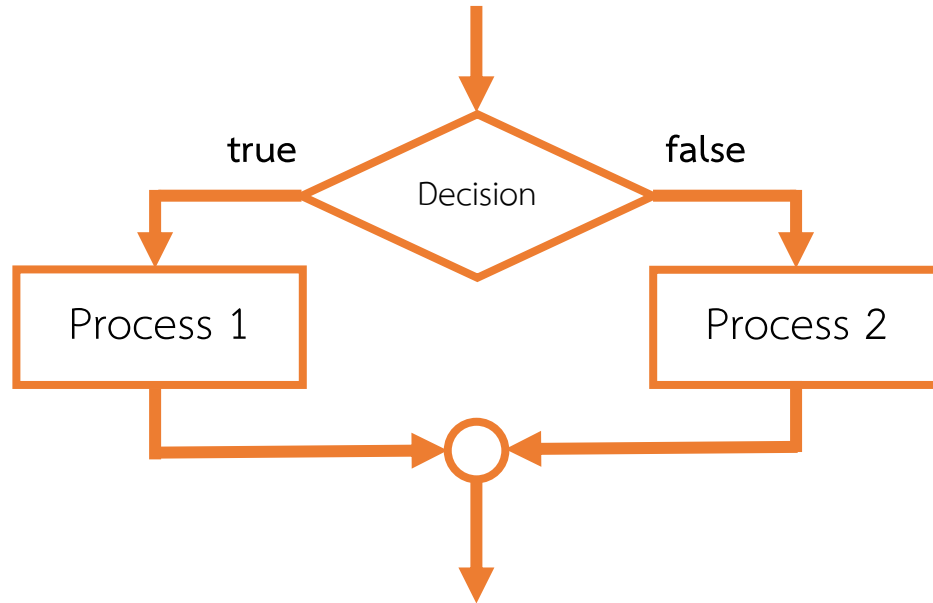 true
false
Decision
Process 1
Process 2